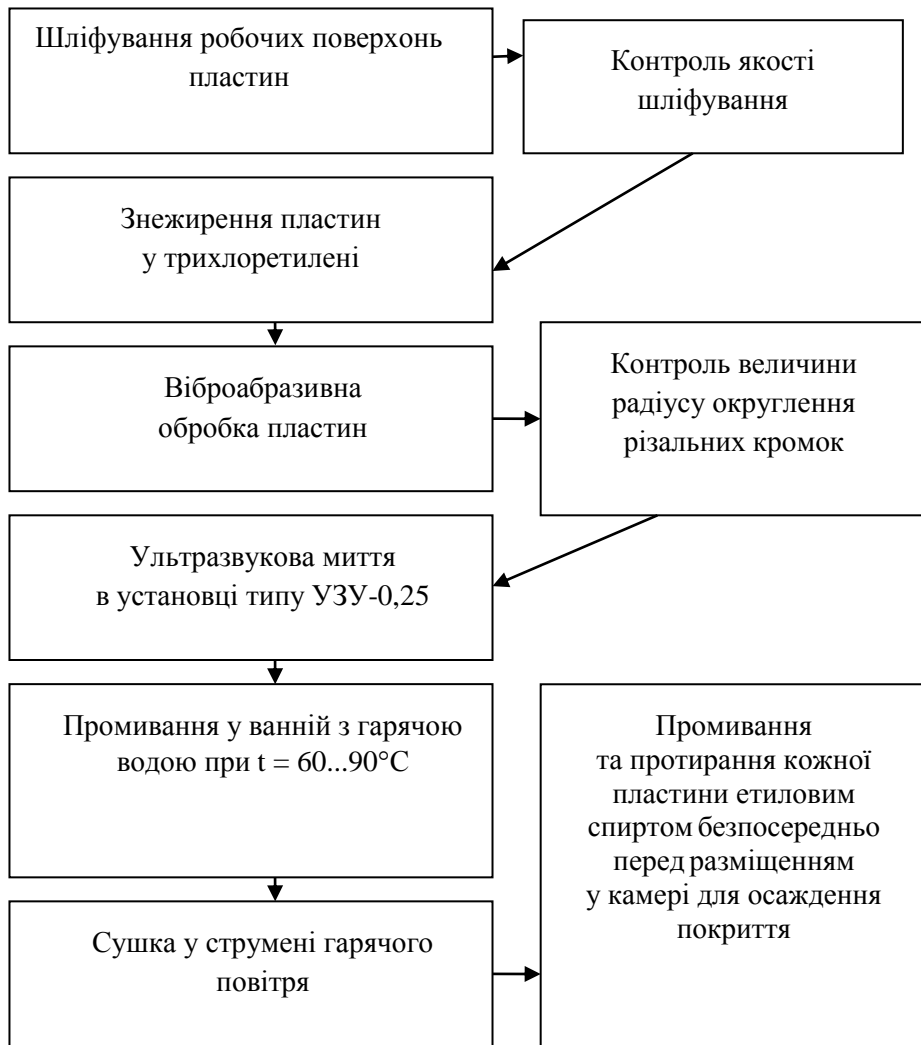 Шліфування робочих поверхонь
пластин
Контроль якості
шліфування
Знежирення пластин
у трихлоретилені
Віброабразивна
обробка пластин
Контроль величини
радіусу округлення
різальних кромок
Ультразвукова миття
в установці типу УЗУ-0,25
Промивання у ванній з гарячою
водою при t = 60...90°C
Сушка у струмені гарячого
повітря
Промивання
та протирання кожної
пластини етиловим
спиртом безпосередньо
перед разміщенням
у камері для осаждення
покриття